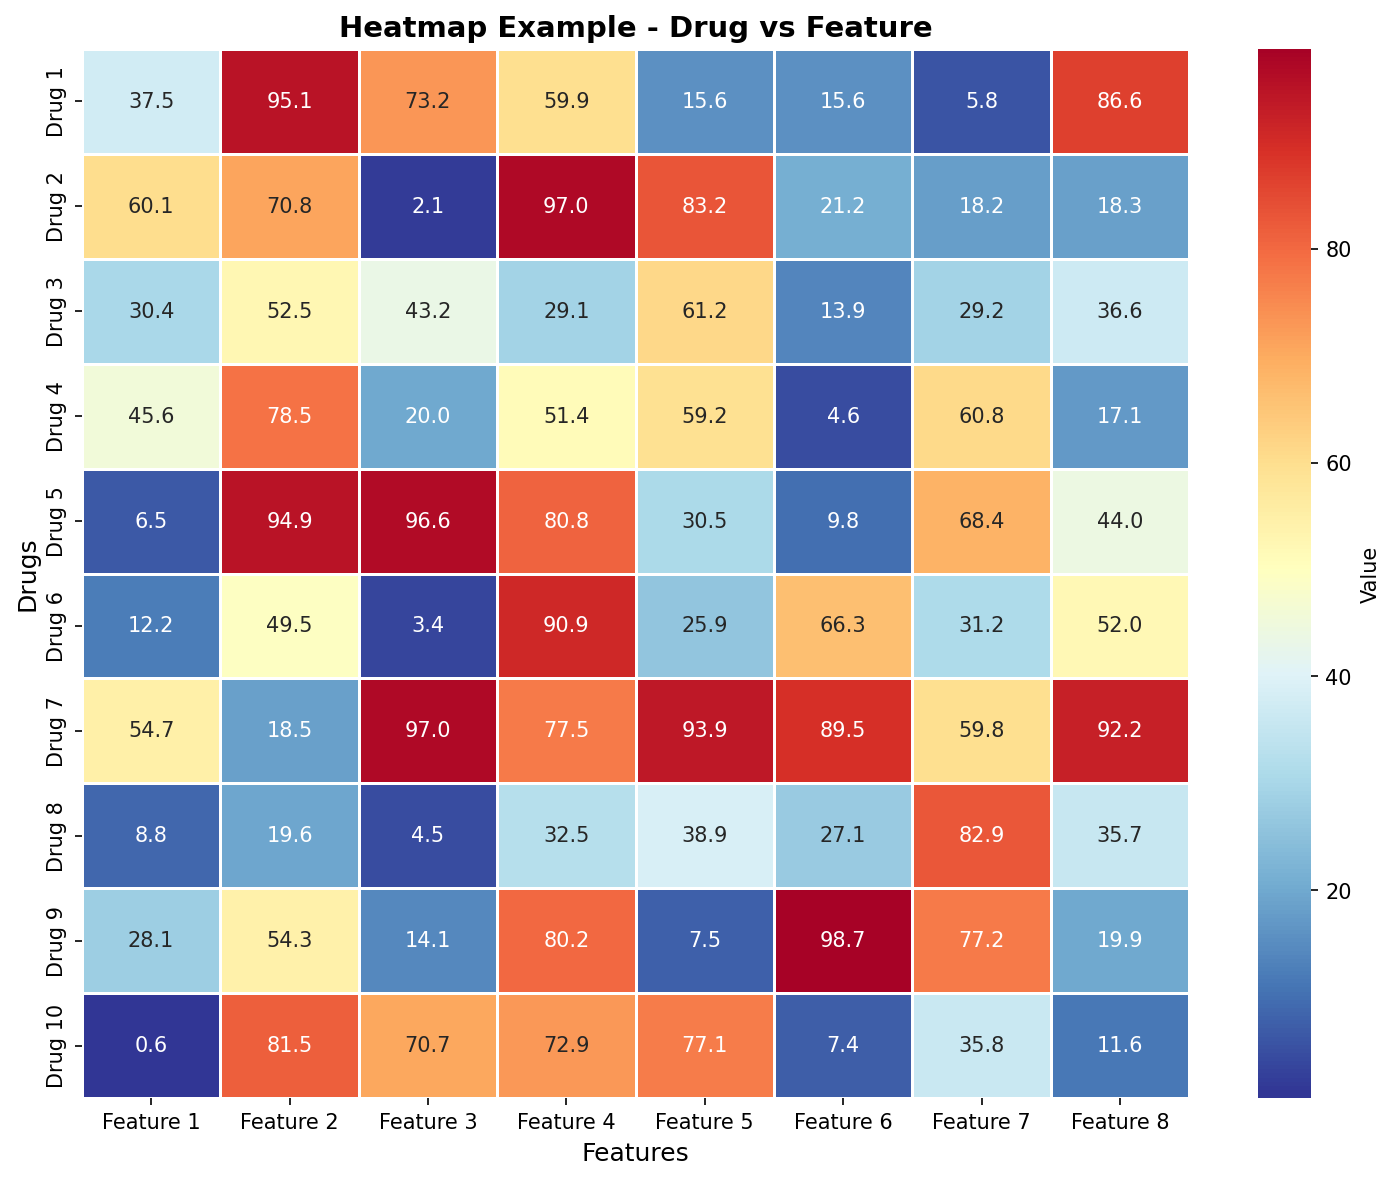 Heatmap Example - Drug vs Feature
Drug 1 37.5 95.1 73.2 59.9 15.6 15.6 5.8 86.6
Drug 2 60.1 70.8 2.1 97.0 83.2 21.2 18.2 18.3
Drug 3 30.4 52.5 43.2 29.1 61.2 13.9 29.2 36.6
Drug 4 45.6 78.5 20.0 51.4 59.2 4.6 60.8 17.1
Drug 5 6.5 94.9 96.6 80.8 30.5 9.8 68.4 44.0
Drug 6 12.2 49.5 3.4 90.9 25.9 66.3 31.2 52.0
Drug 7 54.7 18.5 97.0 77.5 93.9 89.5 59.8 92.2
Drug 8 8.8 19.6 4.5 32.5 38.9 27.1 82.9 35.7
Drug 9 28.1 54.3 14.1 80.2 7.5 98.7 77.2 19.9
Drug 10 0.6 81.5 70.7 72.9 77.1 7.4 35.8 11.6
Feature 1 Feature 2 Feature 3 Feature 4 Feature 5 Feature 6 Feature 7 Feature 8
Features
Drugs
80
60
40
20
Value